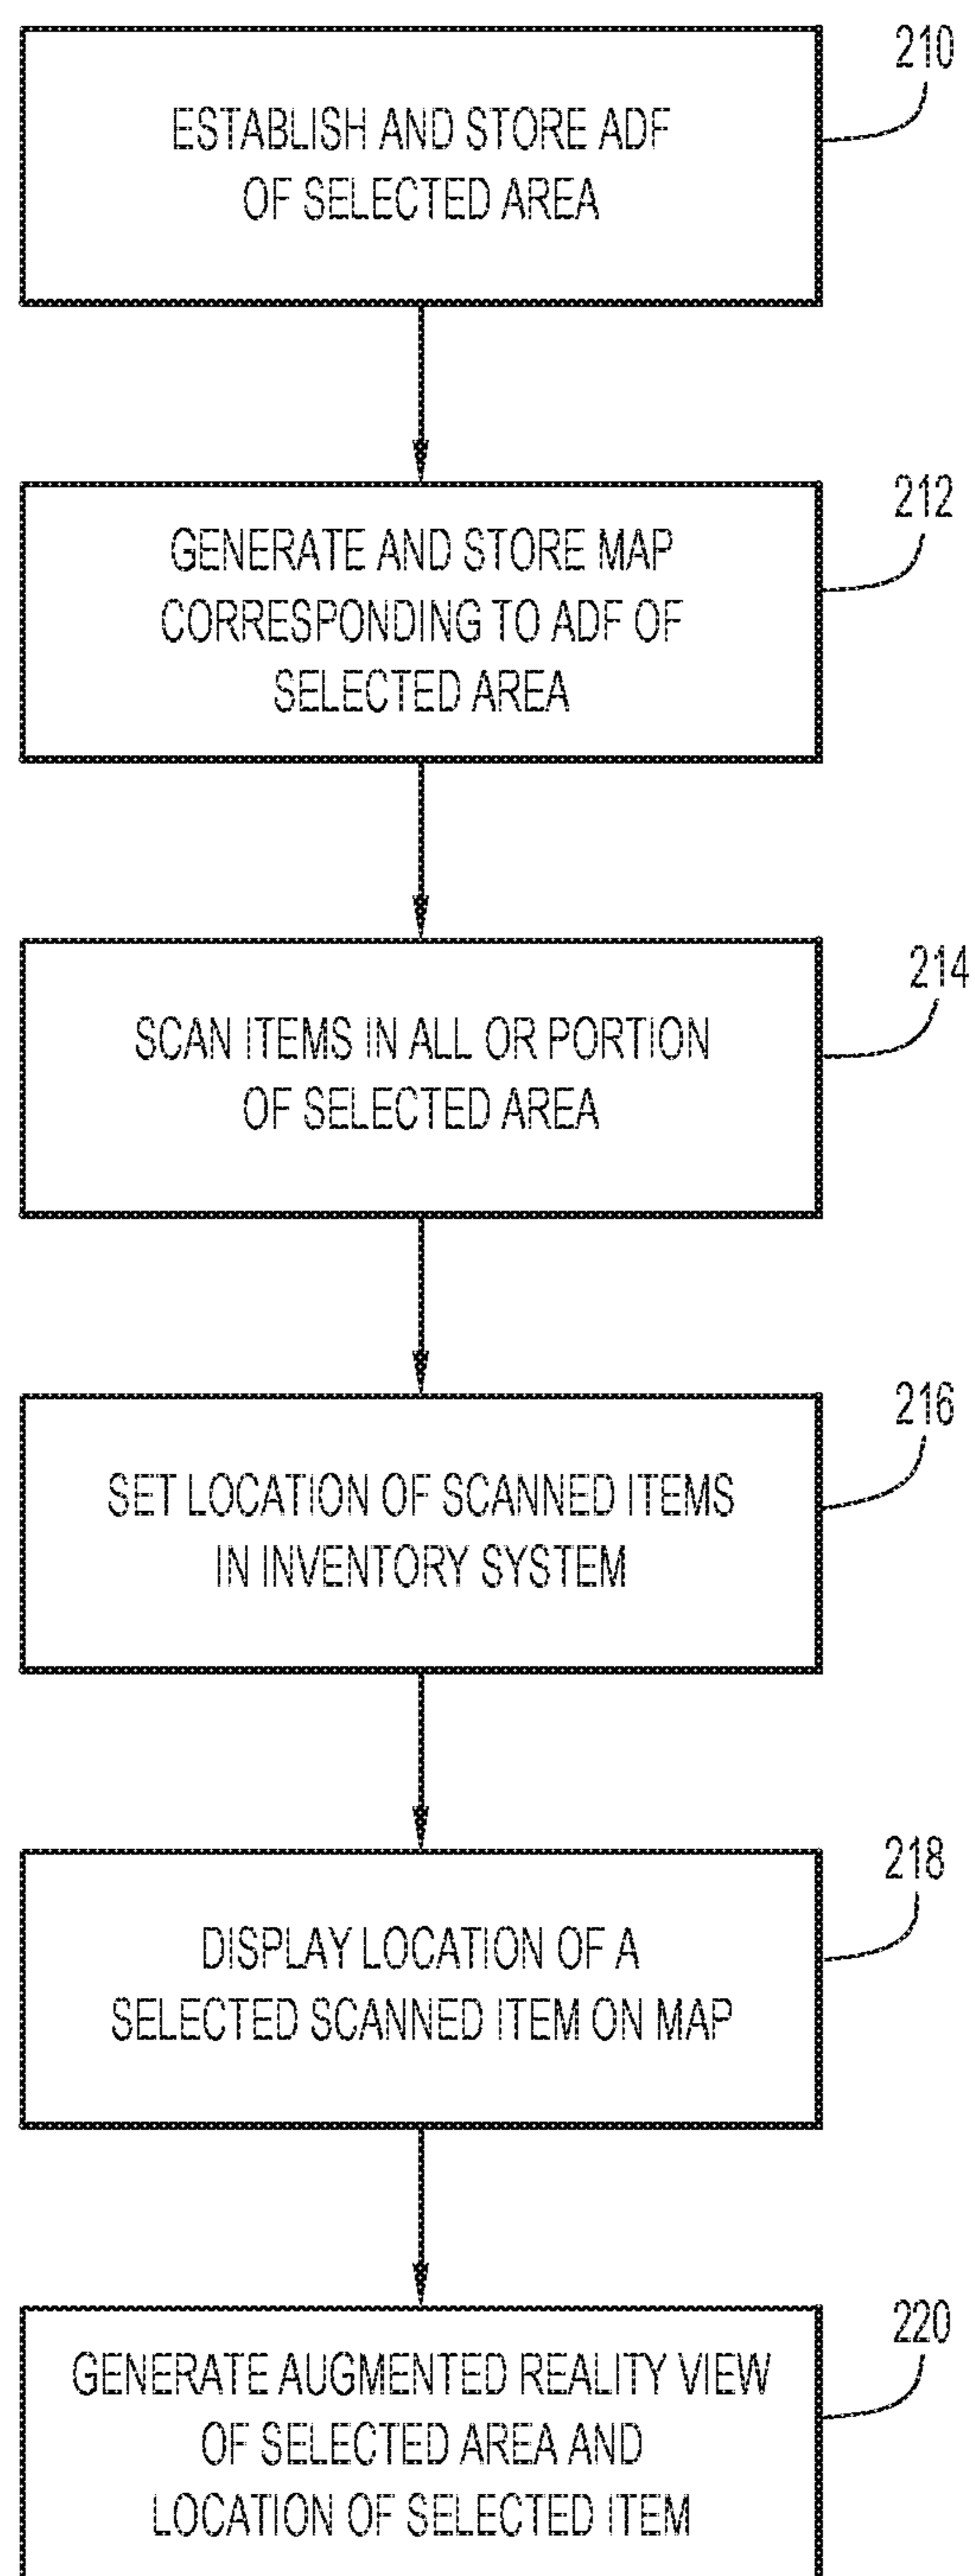 210
ESTABLISH AND STORE ADF
OF SELECTED AREA
212
GENERATE AND STORE MAP
CORRESPONDING TO ADF OF
SELECTED AREA
214
SCAN ITEMS IN ALL OR PORTION
OF SELECTED AREA
216
SET LOCATION OF SCANNED ITEMS
IN INVENTORY SYSTEM
218
DISPLAY LOCATION OF A
SELECTED SCANNED ITEM ON MAP
220
GENERATE AUGMENTED REALITY VIEW
OF SELECTED AREA AND
LOCATION OF SELECTED ITEM